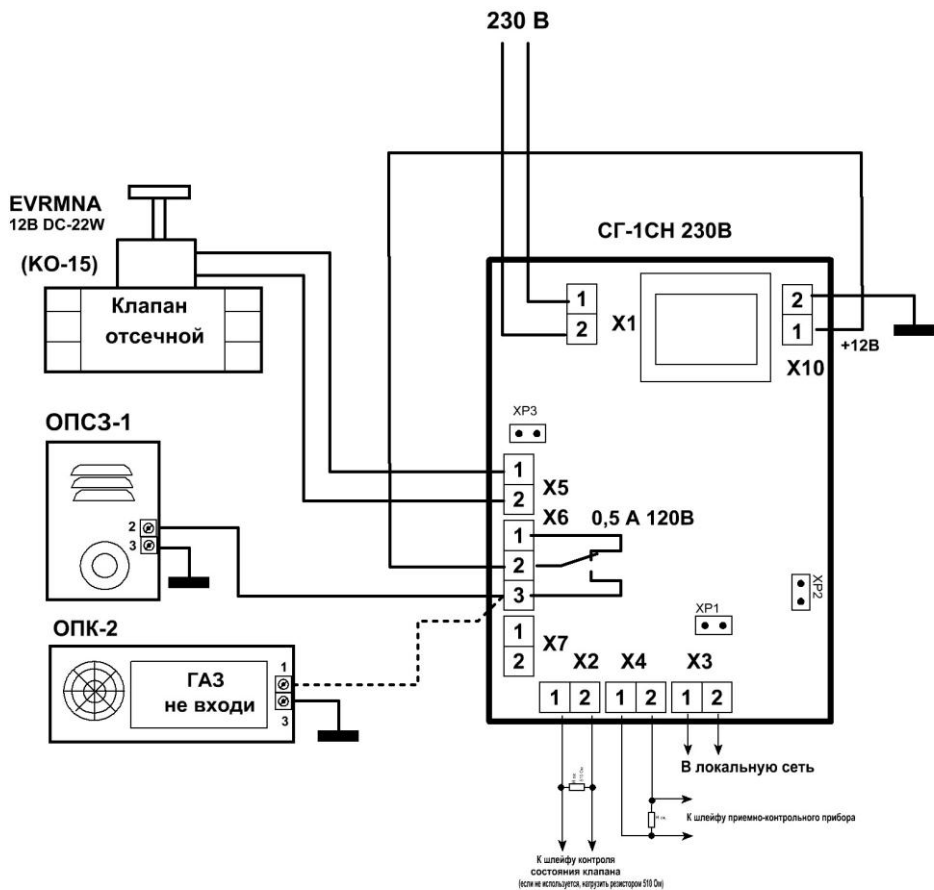 230 В
EVRMNA
12В DC-22W
(КО-15)
Клапан
отсечной
СГ-1СН 230В
1
2
X1
2
1
X10
+12В
XP3
ОПСЗ-1
2
3
1
2
X5
X6
1
2
3
0,5 А 120В
XP2
XP1
ОПК-2
ГАЗ
не входи
1
3
1
2
X7
X2
X4
X3
1 2
1 2
1 2
В локальную сеть
510 Ом
К шлейфу приемно-контрольного прибора
К шлейфу контроля
состояния клапана
(если не используется, нагрузить резистором 510 Ом)